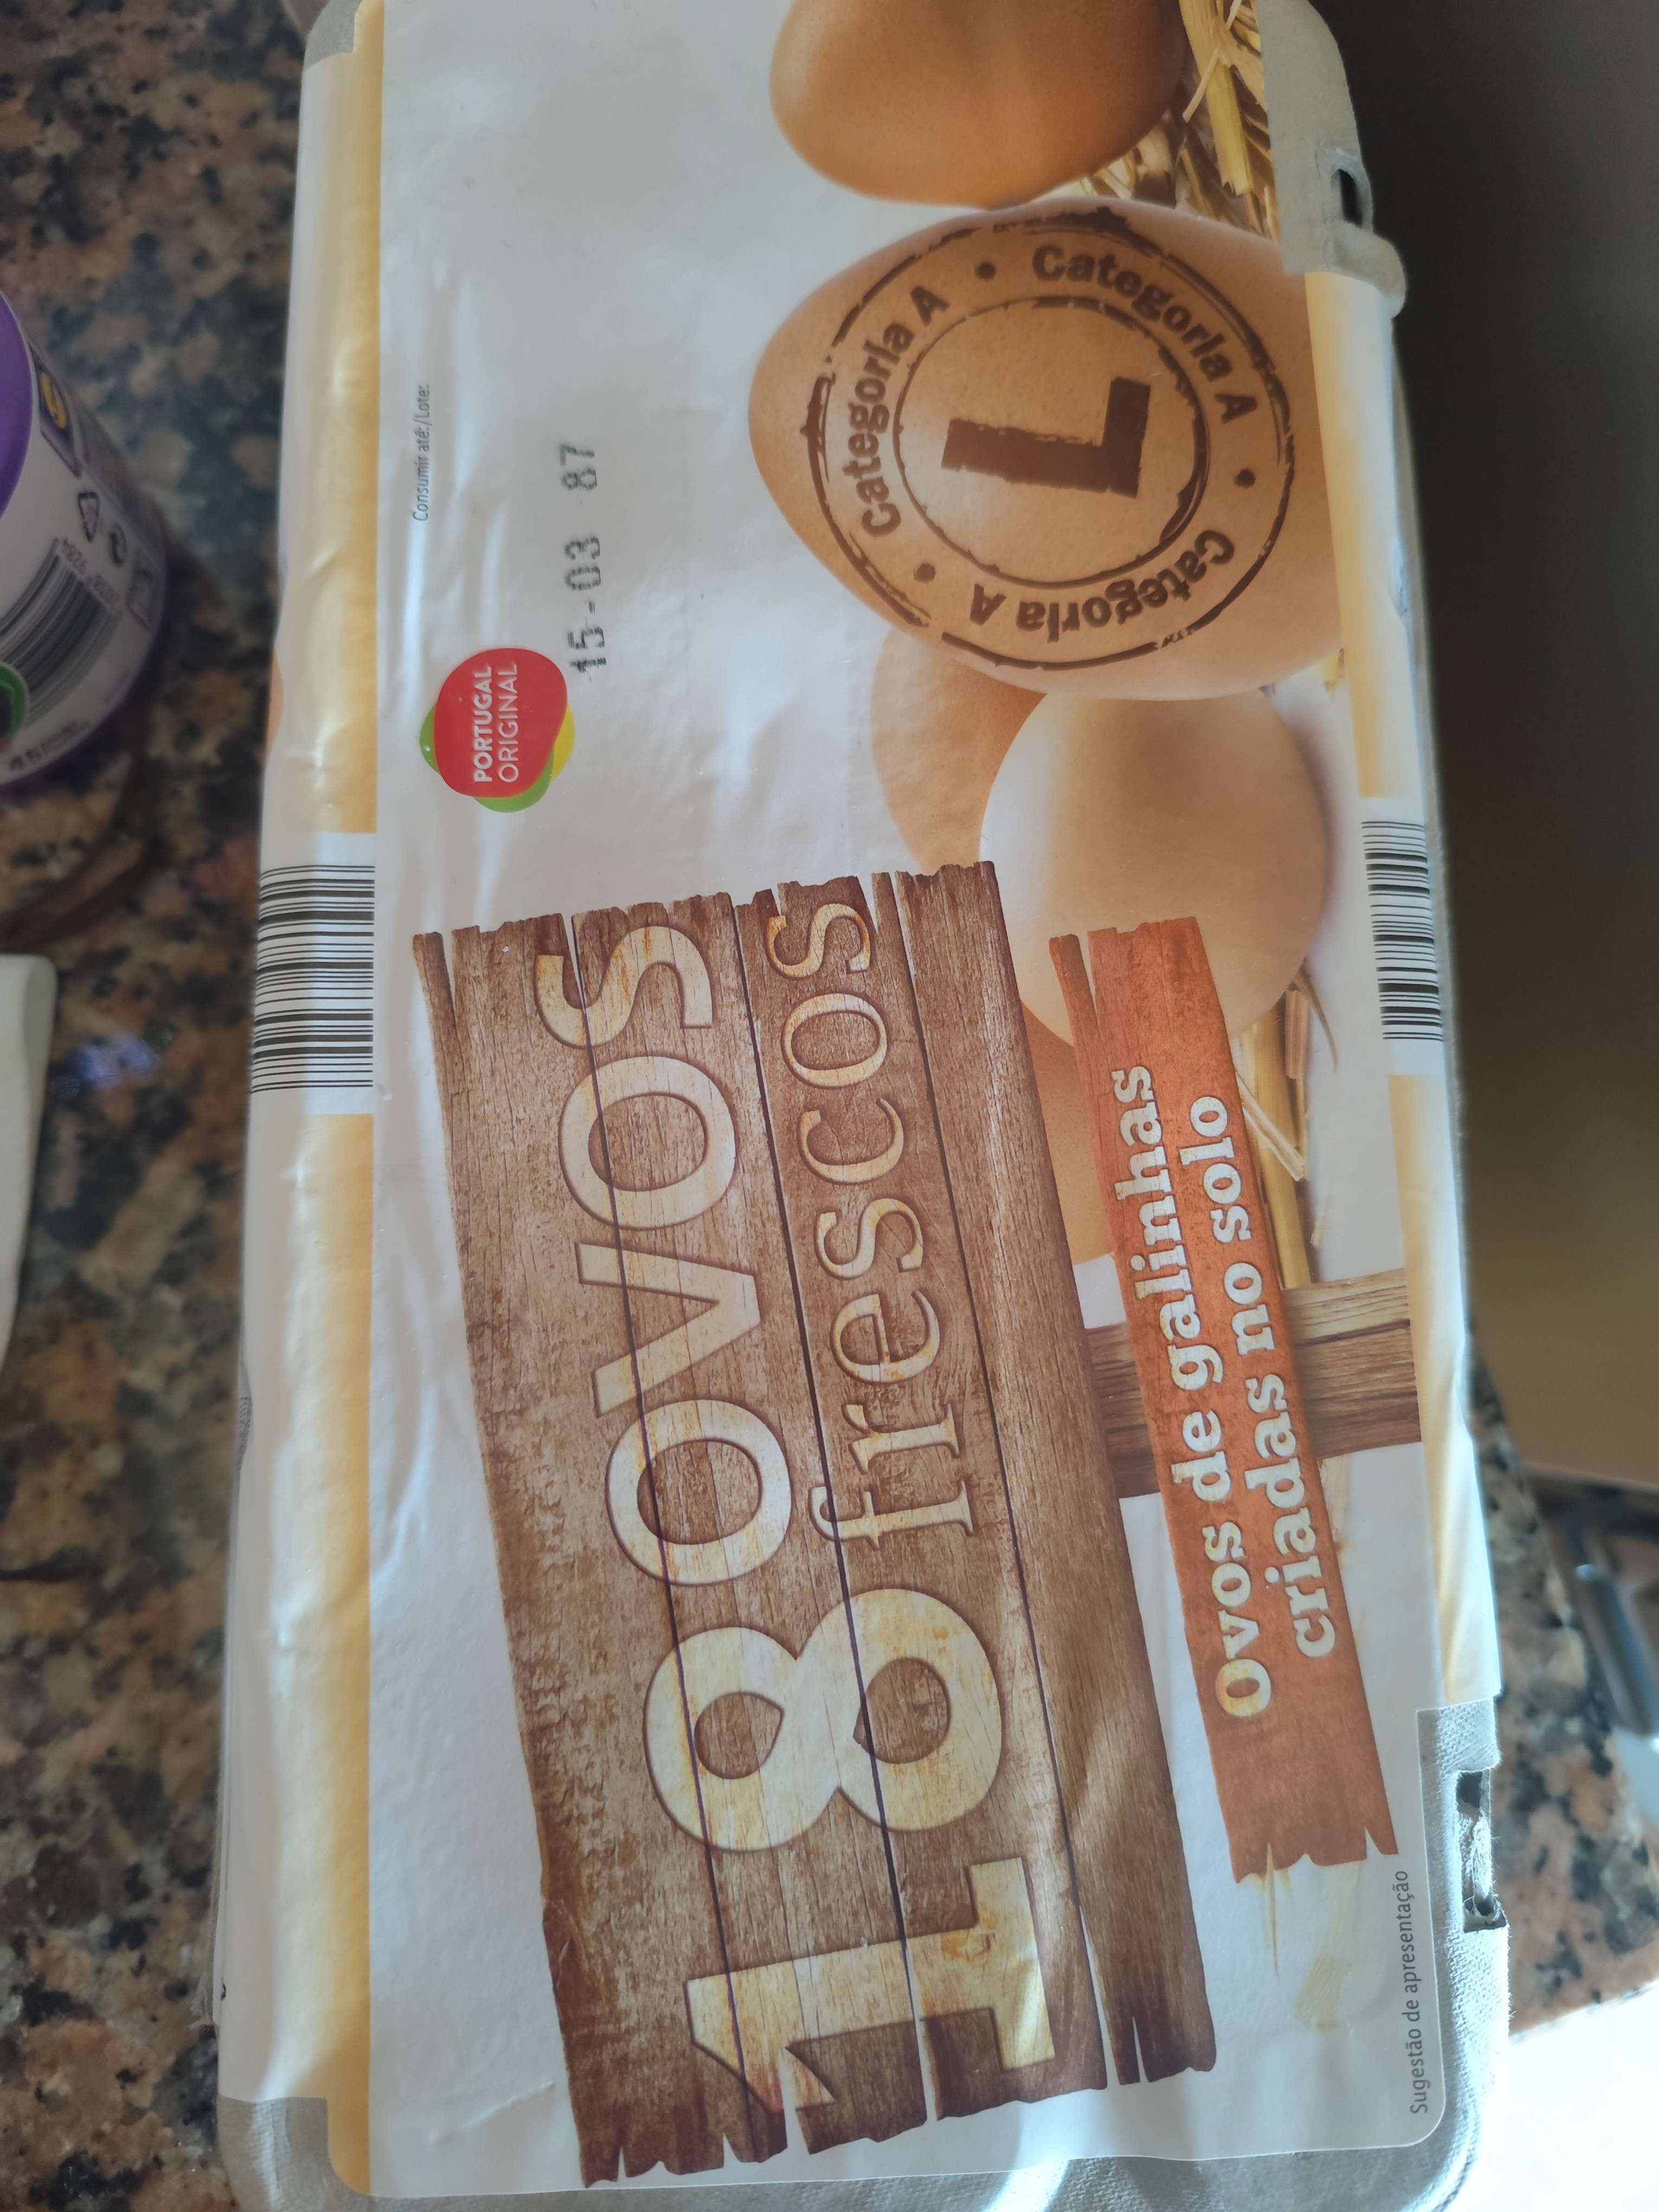 Consumir até:/Lote:
15-03 87
PORTUGAL
ORIGINAL
18 ovos
frescos
Categoria A • Categoria A • Categoria A •
L
Ovos de galinhas
criadas no solo
Sugestão de apresentação